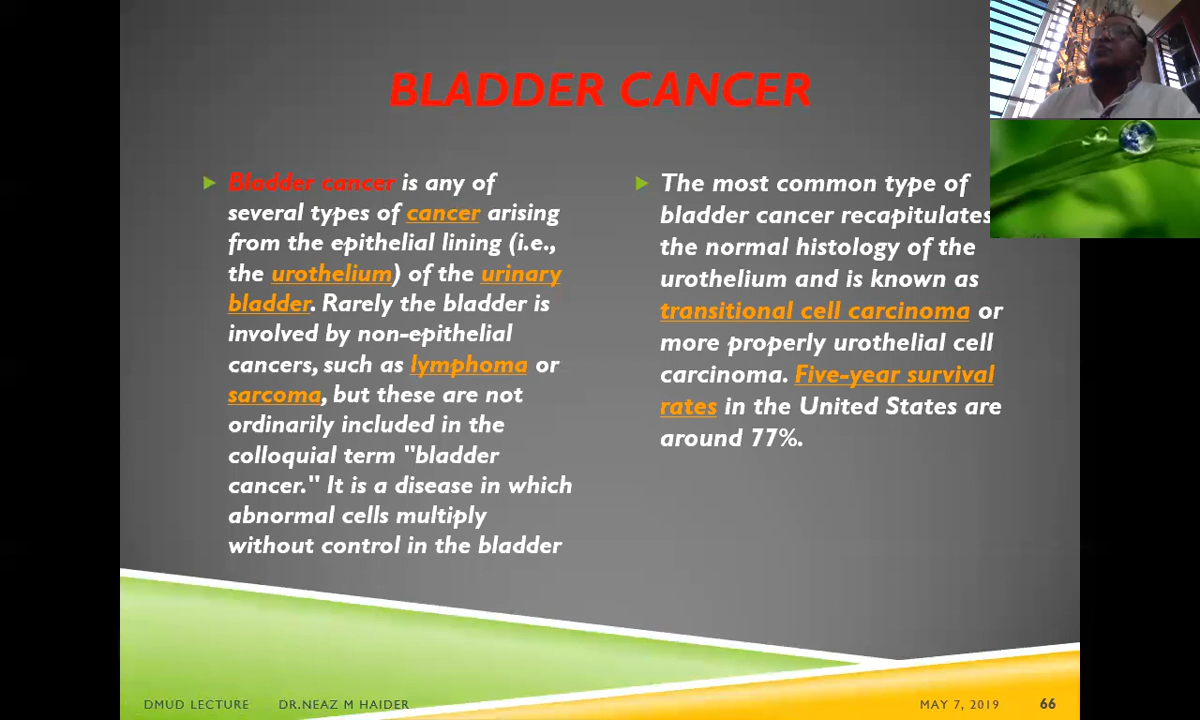 BLADDER CANCER
Bladder cancer is any of
several types of cancer arising
from the epithelial lining (i.e.,
the urothelium) of the urinary
bladder. Rarely the bladder is
involved by non-epithelial
cancers, such as lymphoma or
sarcoma, but these are not
ordinarily included in the
colloquial term "bladder
cancer." It is a disease in which
abnormal cells multiply
without control in the bladder
The most common type of
bladder cancer recapitulates
the normal histology of the
urothelium and is known as
transitional cell carcinoma or
more properly urothelial cell
carcinoma. Five-year survival
rates in the United States are
around 77%.
DMUD LECTURE DR.NEAZ M HAIDER
MAY 7, 2019 66